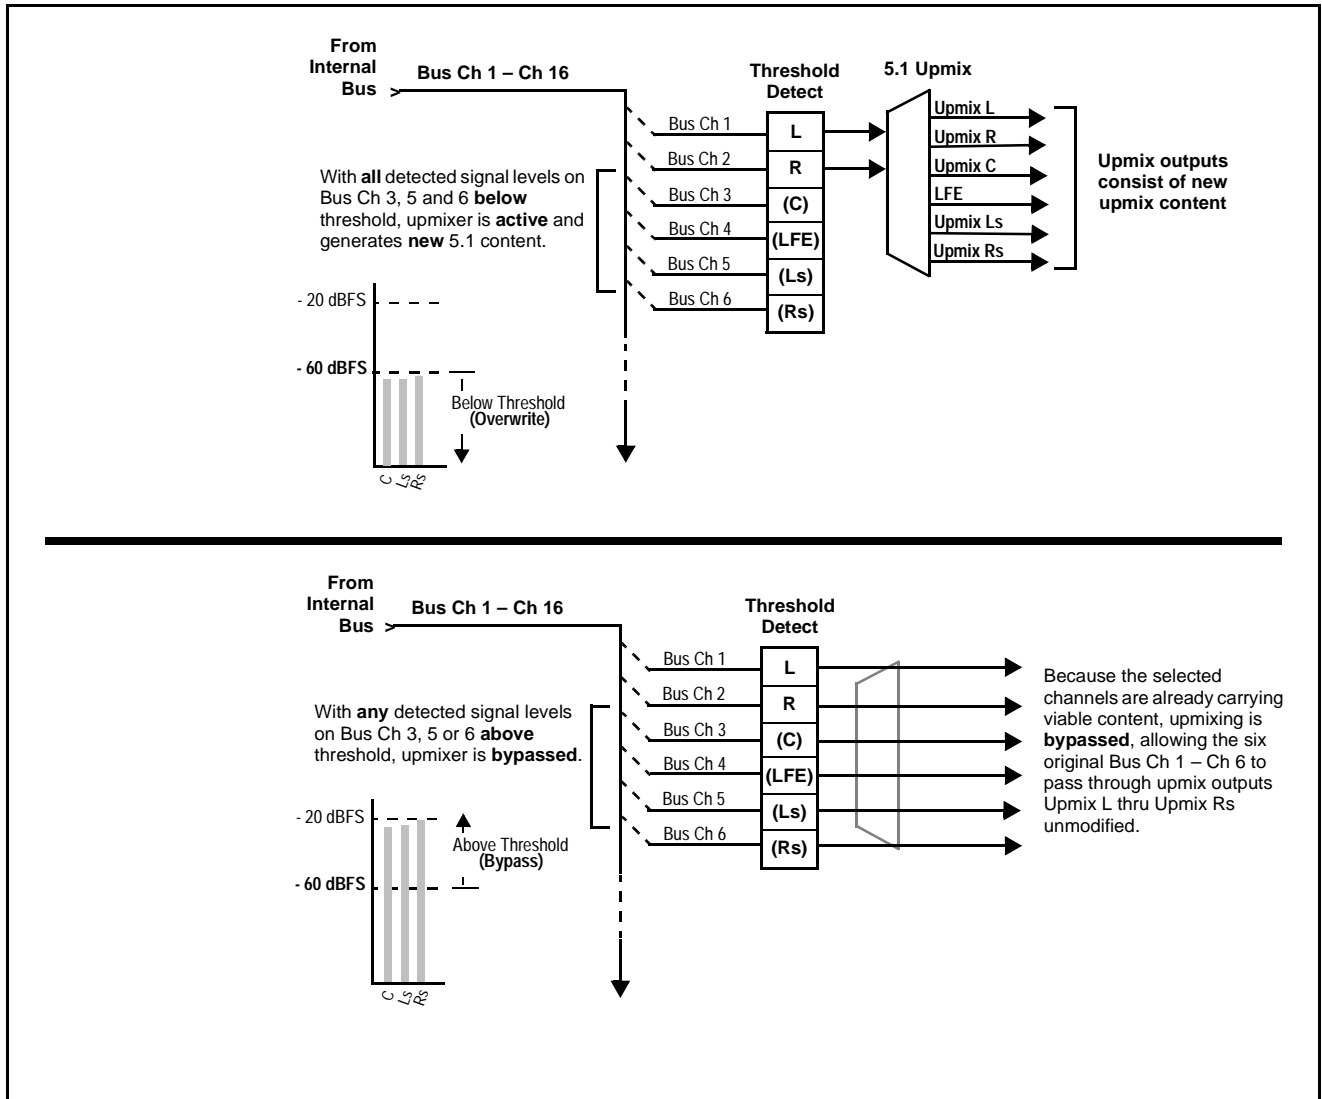 From
Internal
Bus
>
Bus Ch 1 – Ch 16
Threshold
Detect
5.1 Upmix
Bus Ch 1
Bus Ch 2
Bus Ch 3
Bus Ch 4
Bus Ch 5
Bus Ch 6
L
R
(C)
(LFE)
(Ls)
(Rs)
Upmix L
Upmix R
Upmix C
LFE
Upmix Ls
Upmix Rs
Upmix outputs
consist of new
upmix content
With all detected signal levels on
Bus Ch 3, 5 and 6 below
threshold, upmixer is active and
generates new 5.1 content.
- 20 dBFS
- 60 dBFS
Below Threshold
(Overwrite)
C
Ls
Rs
From
Internal
Bus
>
Bus Ch 1 – Ch 16
Threshold
Detect
Bus Ch 1
Bus Ch 2
Bus Ch 3
Bus Ch 4
Bus Ch 5
Bus Ch 6
L
R
(C)
(LFE)
(Ls)
(Rs)
Because the selected
channels are already carrying
viable content, upmixing is
bypassed, allowing the six
original Bus Ch 1 – Ch 6 to
pass through upmix outputs
Upmix L thru Upmix Rs
unmodified.
With any detected signal levels
on Bus Ch 3, 5 or 6 above
threshold, upmixer is bypassed.
- 20 dBFS
- 60 dBFS
Above Threshold
(Bypass)
C
Ls
Rs